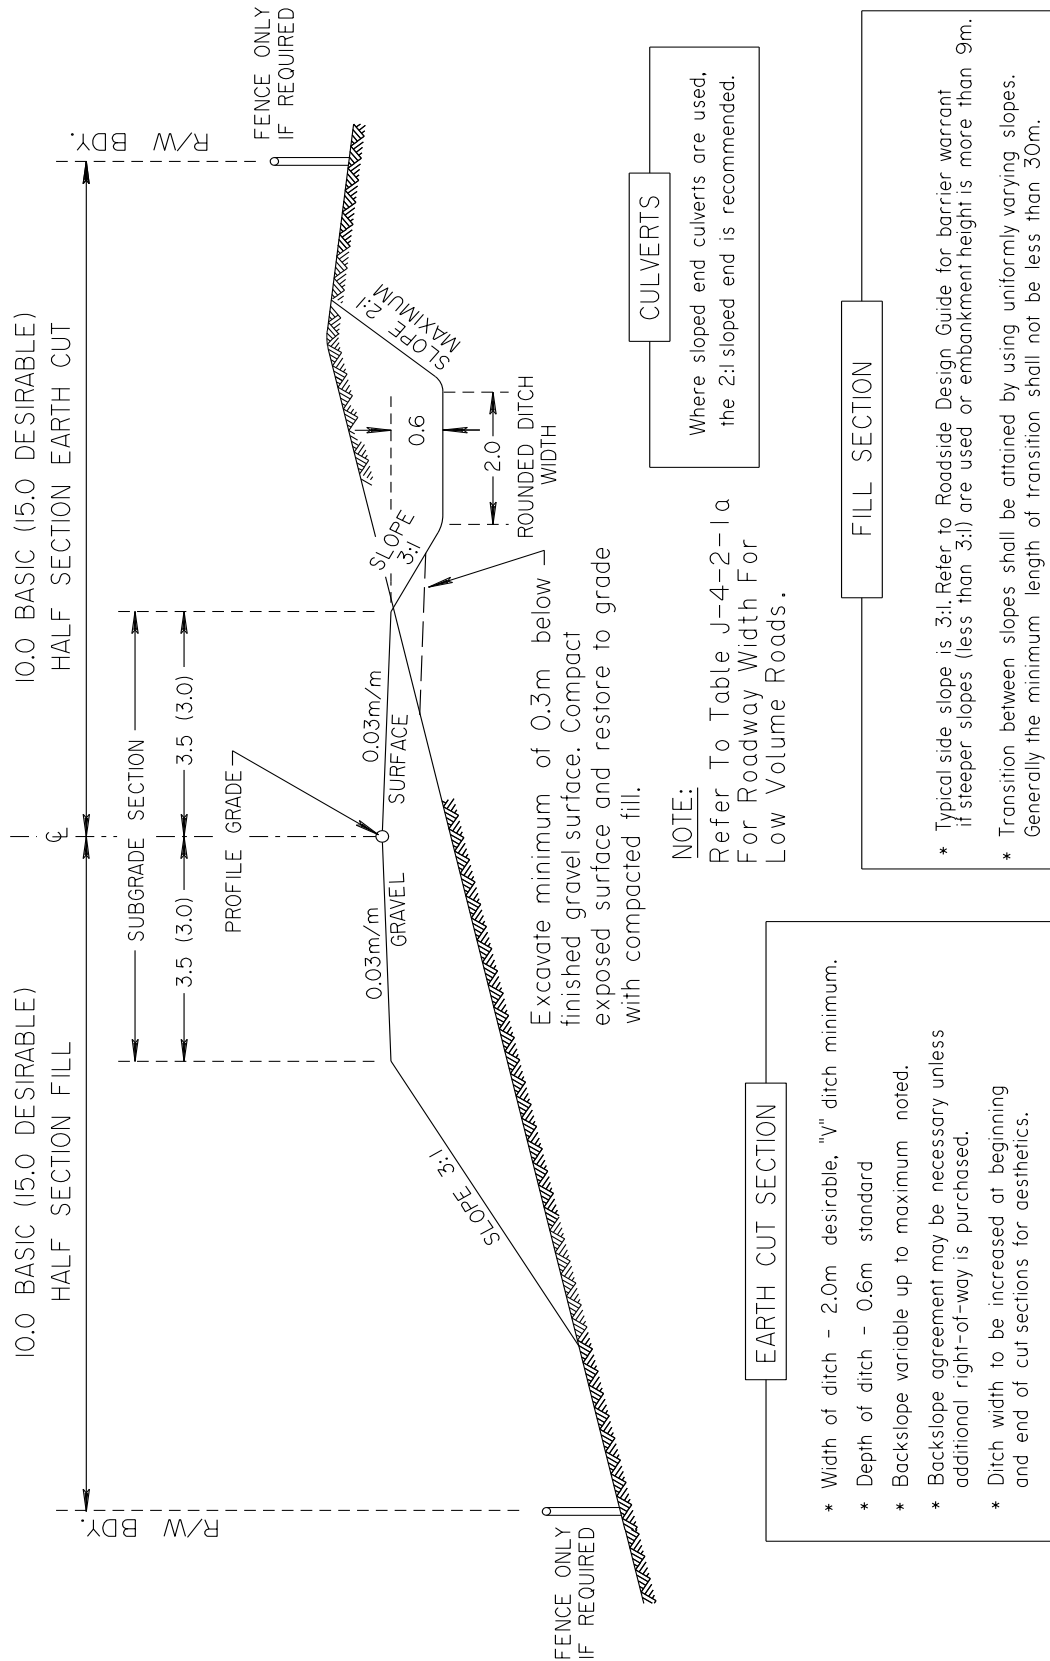 10.0 BASIC (15.0 DESIRABLE)
HALF SECTION FILL
10.0 BASIC (15.0 DESIRABLE)
HALF SECTION EARTH CUT
R/W BDY.
℄
R/W BDY.
SUBGRADE SECTION
3.5 (3.0)
3.5 (3.0)
PROFILE GRADE
FENCE ONLY
IF REQUIRED
0.03m/m
0.03m/m
GRAVEL
SURFACE
SLOPE 3:1
SLOPE
3:1
0.6
SLOPE 2:1
MAXIMUM
2.0
ROUNDED DITCH
WIDTH
FENCE ONLY
IF REQUIRED
Excavate minimum of 0.3m below
finished gravel surface. Compact
exposed surface and restore to grade
with compacted fill.
NOTE:
Refer To Table J-4-2-1a
For Roadway Width For
Low Volume Roads.
CULVERTS
Where sloped end culverts are used,
the 2:1 sloped end is recommended.
EARTH CUT SECTION
* Width of ditch - 2.0m desirable, "V" ditch minimum.
* Depth of ditch - 0.6m standard
* Backslope variable up to maximum noted.
* Backslope agreement may be necessary unless
additional right-of-way is purchased.
* Ditch width to be increased at beginning
and end of cut sections for aesthetics.
FILL SECTION
* Typical side slope is 3:1. Refer to Roadside Design Guide for barrier warrant
if steeper slopes (less than 3:1) are used or embankment height is more than 9m.
* Transition between slopes shall be attained by using uniformly varying slopes.
Generally the minimum length of transition shall not be less than 30m.